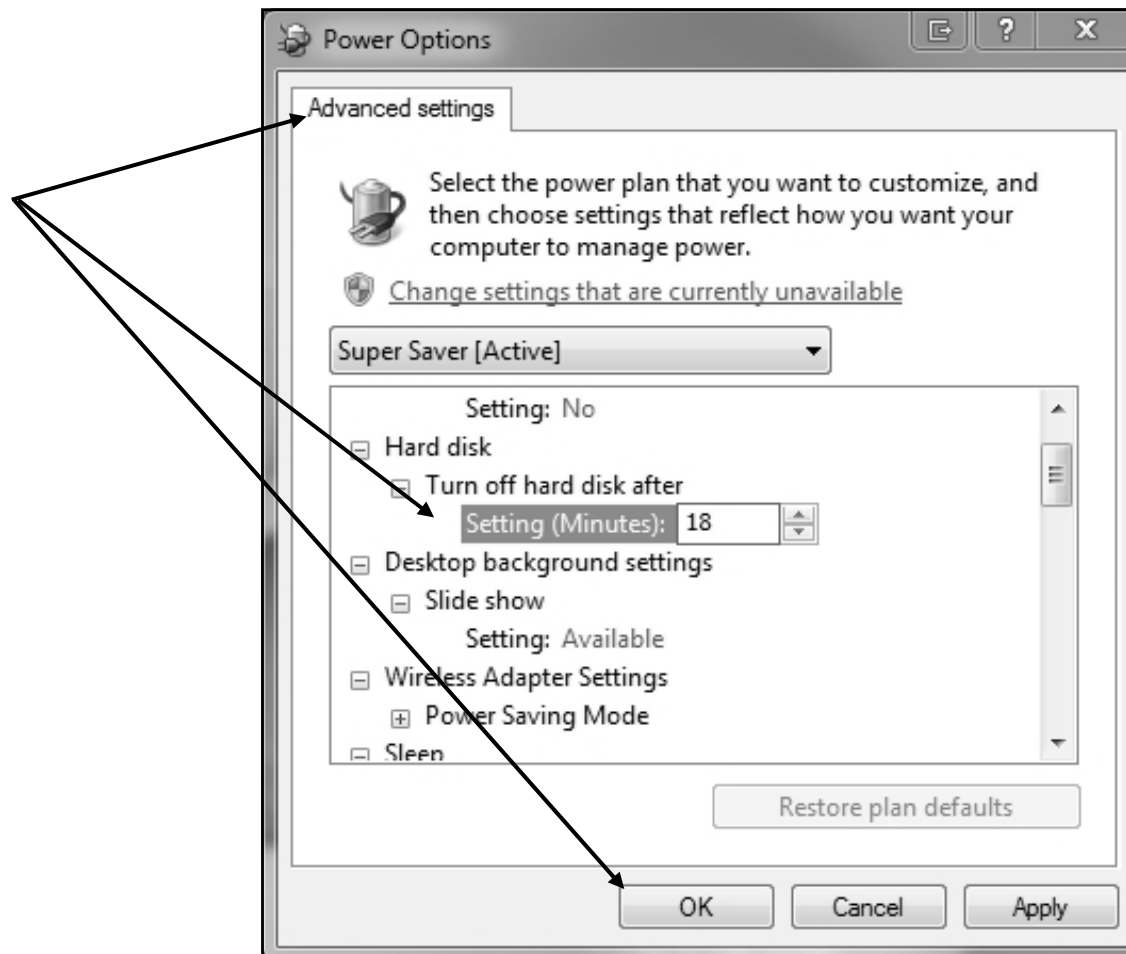 Power Options
?
X
Advanced settings
Select the power plan that you want to customize, and
then choose settings that reflect how you want your
computer to manage power.
Change settings that are currently unavailable
Super Saver [Active]
Setting: No
Hard disk
Turn off hard disk after
Setting (Minutes): 18
Desktop background settings
Slide show
Setting: Available
Wireless Adapter Settings
Power Saving Mode
Sleep
Restore plan defaults
OK Cancel Apply